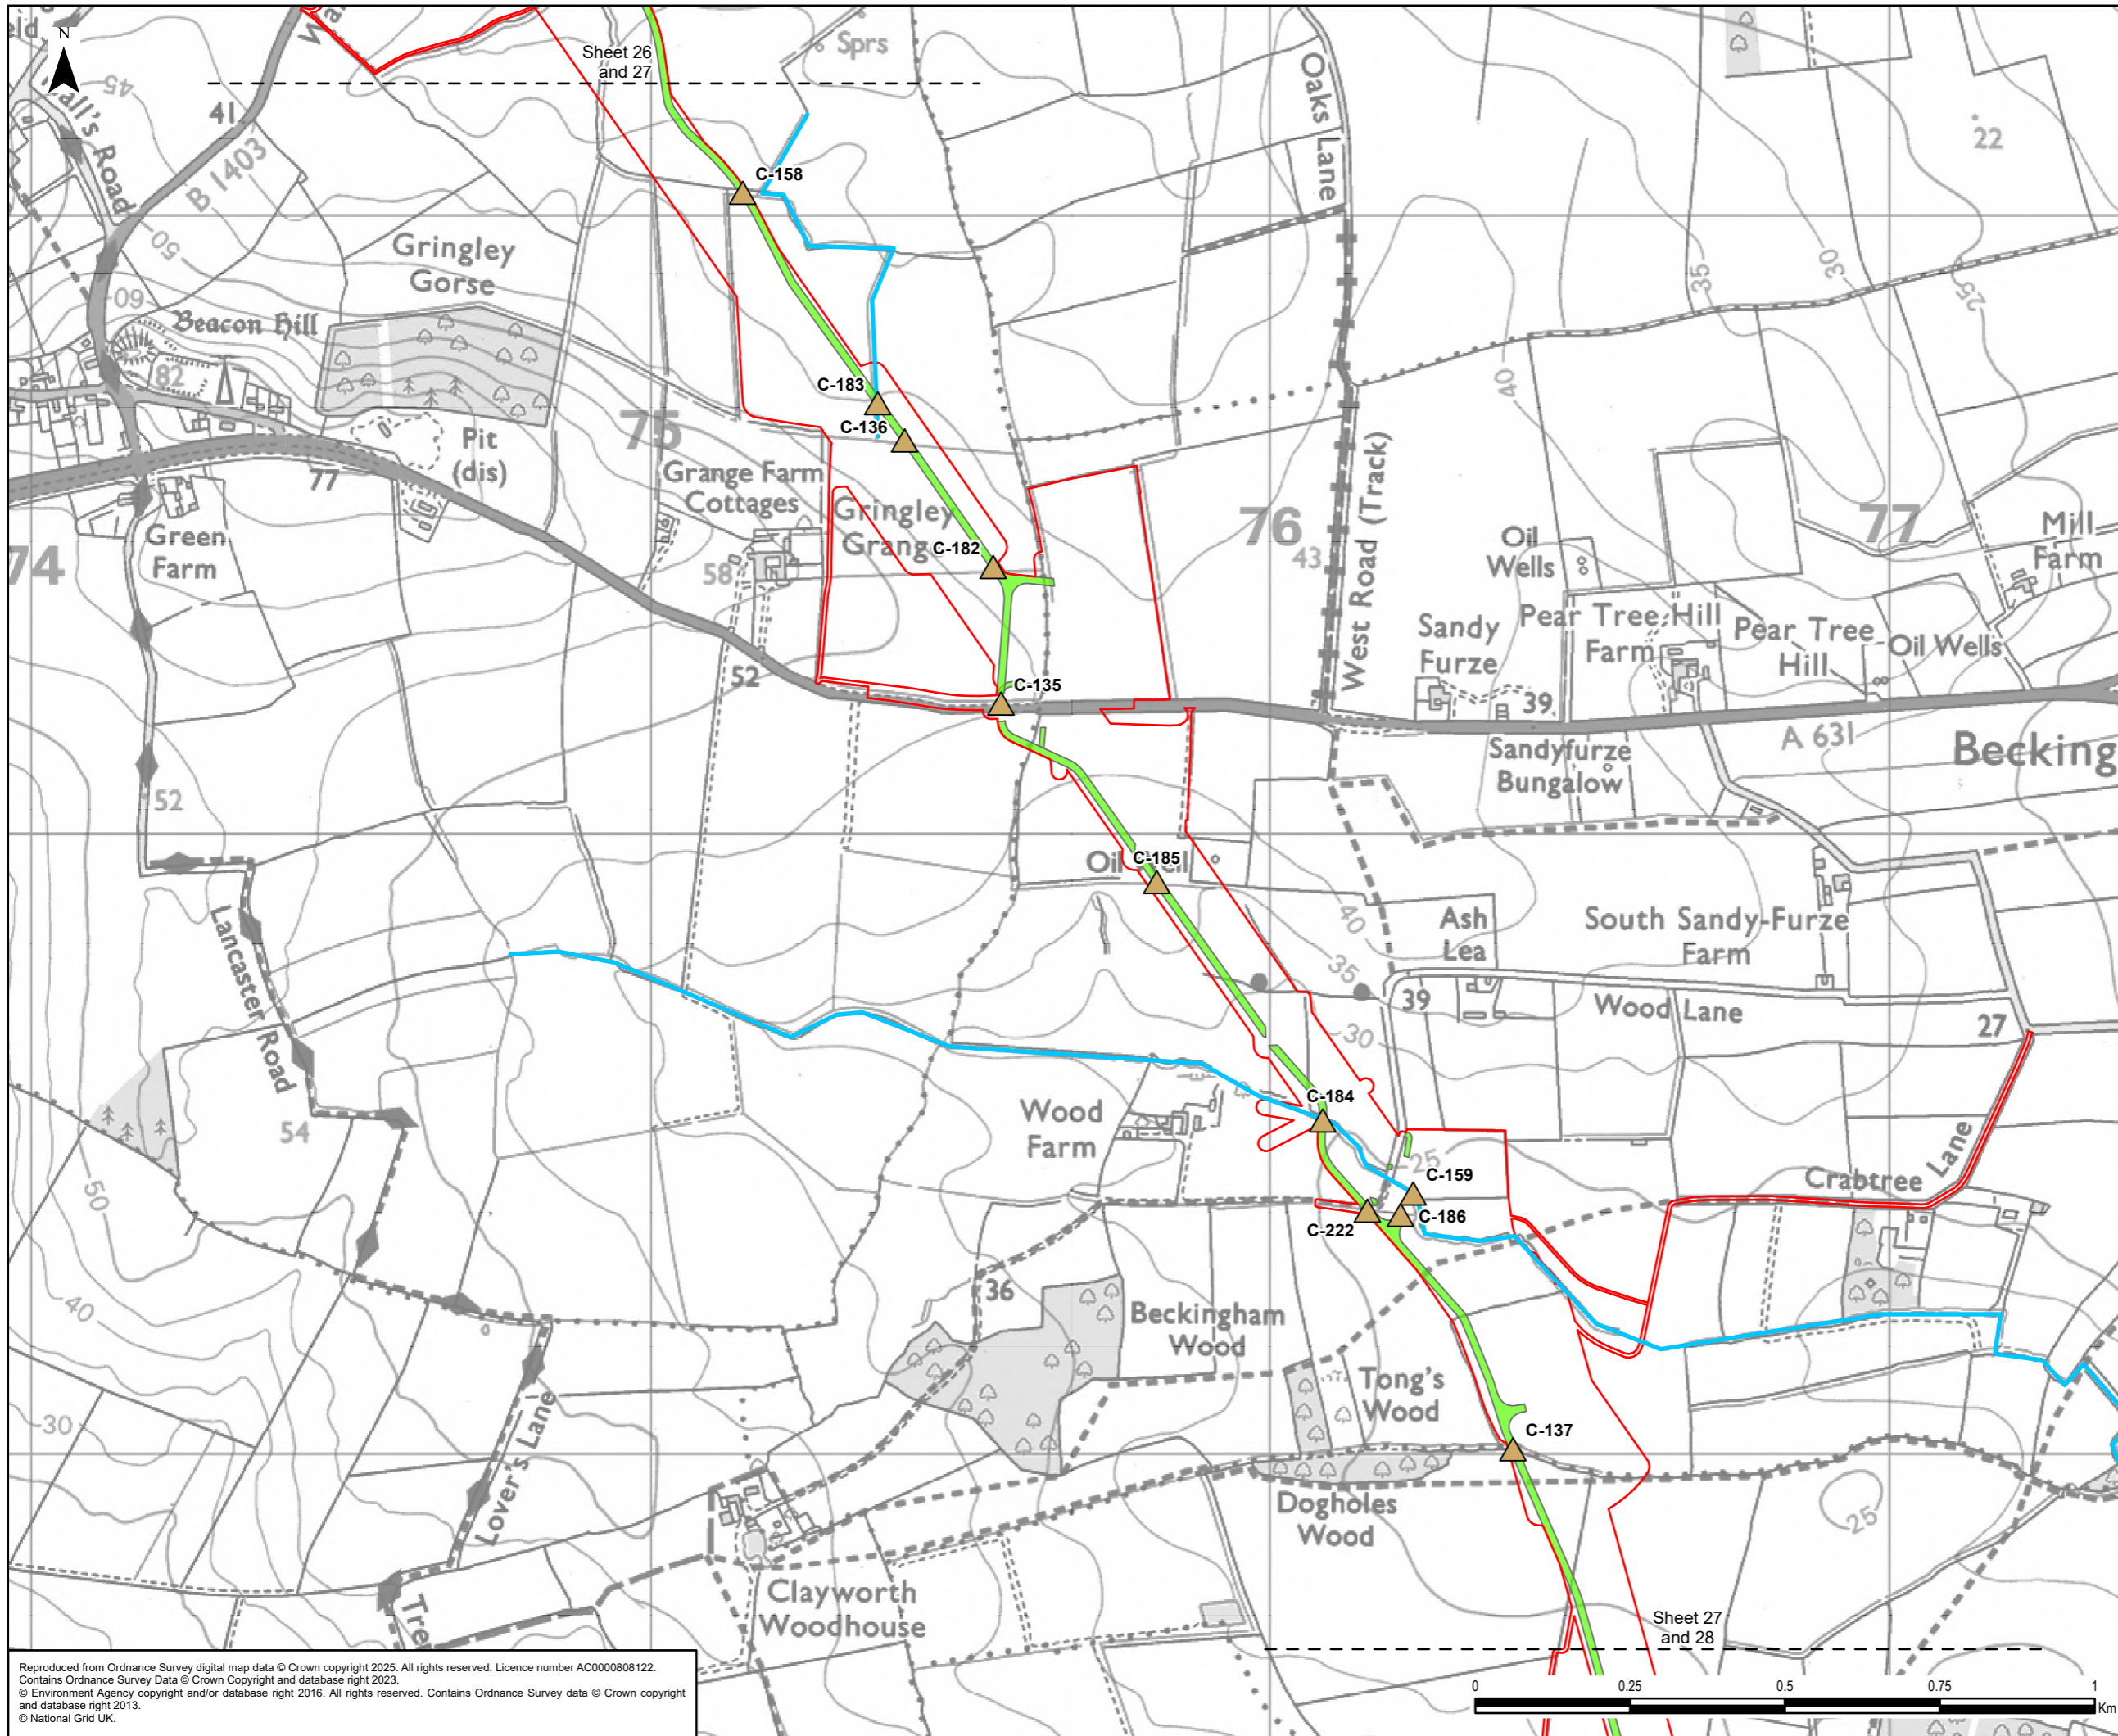 N
Sheet 26
and 27
Sprs
Oaks Lane
45
41
B 1403
50
60
22
C-158
Gringley
Gorse
Beacon Hill
82
35
30
25
40
C-183
C-136
75
Pit
(dis)
77
Grange Farm
Cottages
Gringley
C-182
58
74
Green
Farm
76
43
West Road (Track)
Oil
Wells
77
Mill
Farm
Sandy
Furze
Pear Tree Hill
Farm
Pear Tree
Hill
Oil Wells
52
C-135
39
A 631
Sandyfurze
Bungalow
52
C-185
Oil
40
Ash
Lea
South Sandy-Furze
Farm
35
39
Wood Lane
27
30
Lancaster Road
54
Wood
Farm
C-184
25
C-159
C-186
C-222
Crabtree Lane
50
40
36
Beckingham
Wood
Tong's
Wood
30
Lover's Lane
C-137
Dogholes
Wood
25
Clayworth
Woodhouse
Sheet 27
and 28
Reproduced from Ordnance Survey digital map data © Crown copyright 2025. All rights reserved. Licence number AC0000808122.
Contains Ordnance Survey Data © Crown Copyright and database right 2023.
© Environment Agency copyright and/or database right 2016. All rights reserved. Contains Ordnance Survey data © Crown copyright
and database right 2013.
© National Grid UK.
0 0.25 0.5 0.75 1
Km